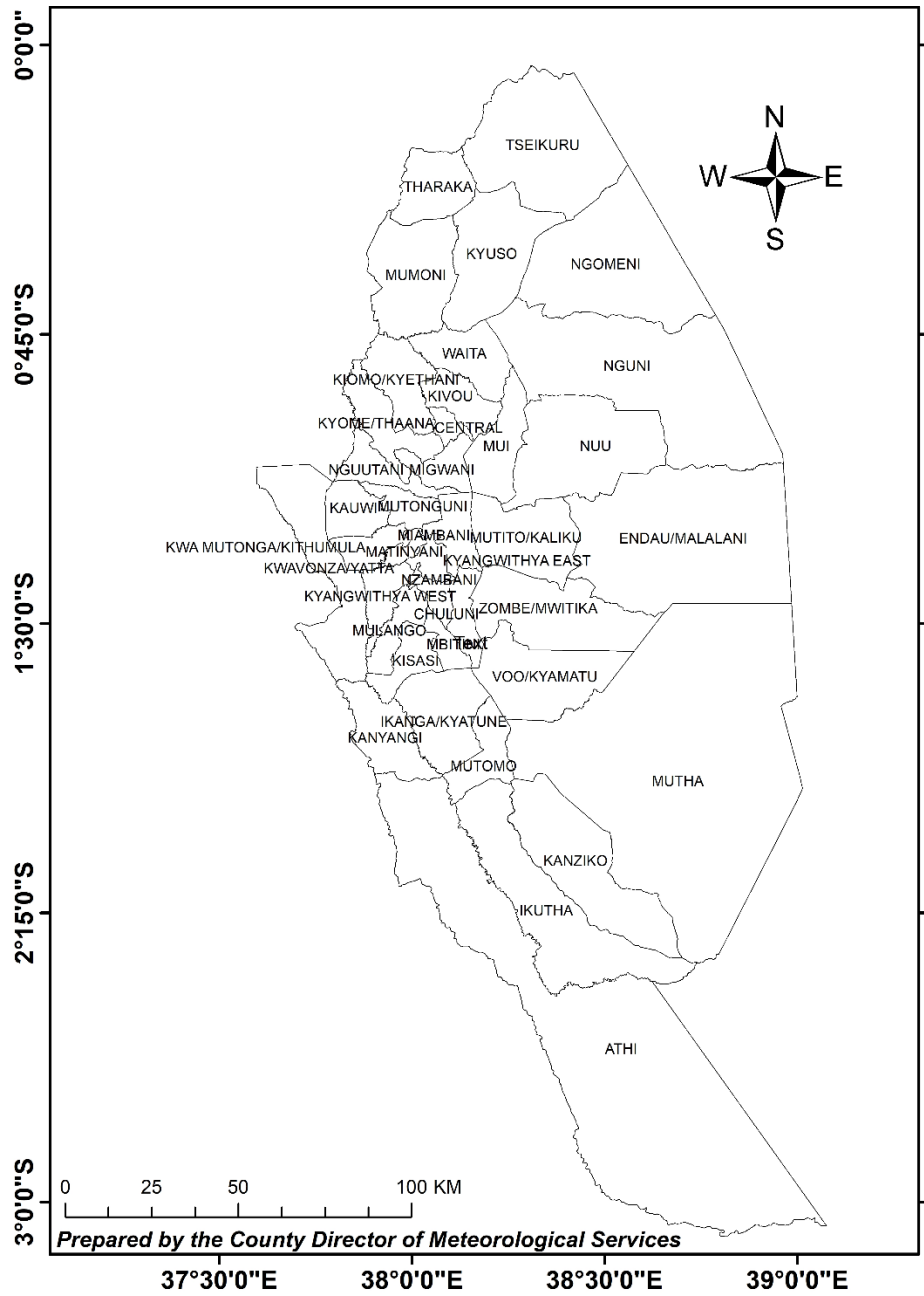 0°0'0"
N
W E
S
TSEIKURU
THARAKA
KYUSO
NGOMENI
MUMONI
0°45'0"S
WAITA
NGUNI
KIOMO/KYETHANI
KIVOU
KYOME/THAANA
CENTRAL
MUI
NUU
NGUUTANI MIGWANI
KAUWI
MUTONGUNI
MIAMBANI
MUTITO/KALIKU
ENDAU/MALALANI
KWA MUTONGA/KITHUMULA
MATINYANI
KYANGWITHYA EAST
KWAVONZA/YATTA
NZAMBANI
KYANGWITHYA WEST
CHULUNI
ZOMBE/MWITIKA
1°30'0"S
MULANGO
Text
KISASI
VOO/KYAMATU
IKANGA/KYATUNE
KANYANGI
MUTOMO
MUTHA
KANZIKO
2°15'0"S
IKUTHA
ATHI
3°0'0"S
0 25 50 100 KM
Prepared by the County Director of Meteorological Services
37°30'0"E 38°0'0"E 38°30'0"E 39°0'0"E